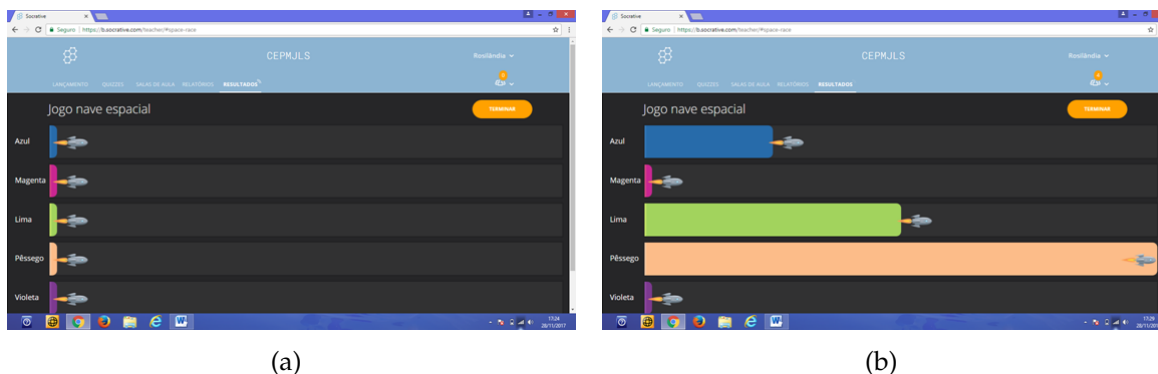 Socrative
Seguro | https://b.socrative.com/teacher/#space-race
CEPMJLS
Rosilândia
LANÇAMENTO QUIZZES SALAS DE AULA RELATÓRIOS RESULTADOS
Jogo nave espacial
TERMINAR
Azul
Magenta
Lima
Pêssego
Violeta
17:24
28/11/2017
(a)
Socrative
Seguro | https://b.socrative.com/teacher/#space-race
CEPMJLS
Rosilândia
LANÇAMENTO QUIZZES SALAS DE AULA RELATÓRIOS RESULTADOS
Jogo nave espacial
TERMINAR
Azul
Magenta
Lima
Pêssego
Violeta
17:29
(b)